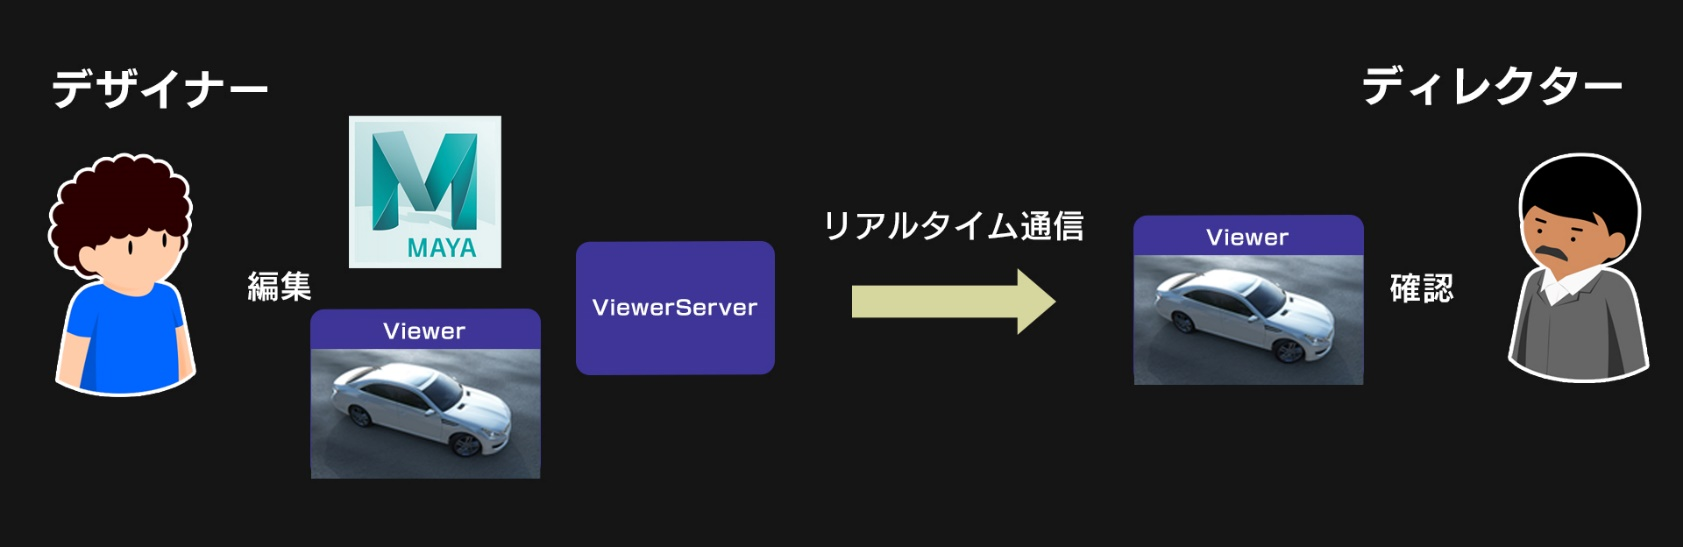 デザイナー
MAYA
編集
Viewer
ViewerServer
リアルタイム通信
ディレクター
Viewer
確認